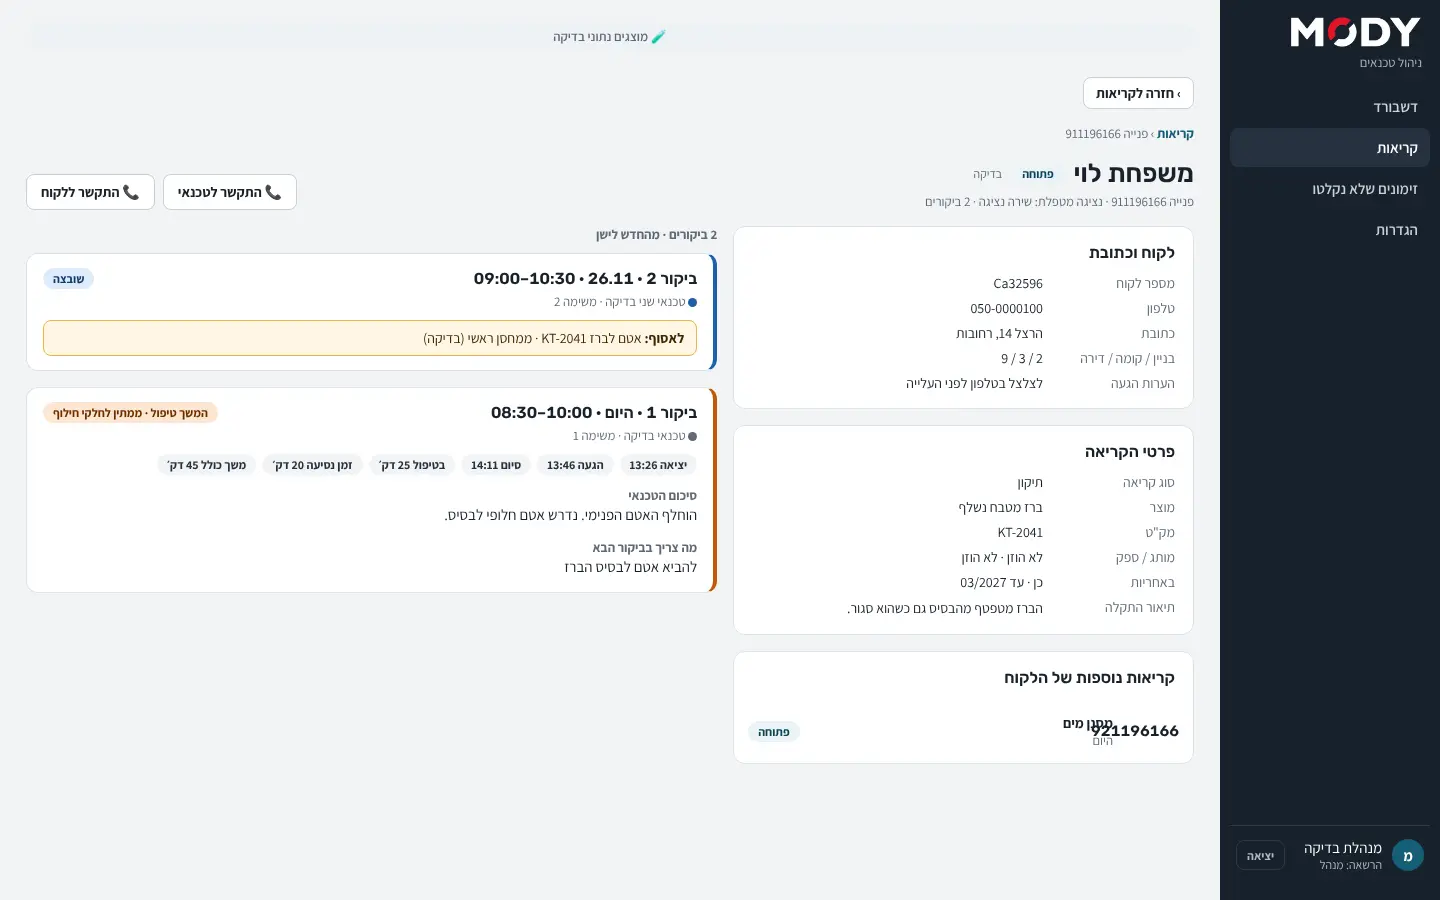 MODY
ניהול טכנאים
דשבורד
קריאות
זימונים שלא נקלטו
הגדרות
מ
מנהלת בדיקה
הרשאה: מנהל
יציאה
🧪 מוצגים נתוני בדיקה
› חזרה לקריאות
קריאות › פנייה 911196166
משפחת לוי פתוחה בדיקה
פנייה 911196166 · נציגה מטפלת: שירה נציגה · 2 ביקורים
📞 התקשר לטכנאי
📞 התקשר ללקוח
לקוח וכתובת
מספר לקוח Ca32596
טלפון 050-0000100
כתובת הרצל 14, רחובות
בניין / קומה / דירה 2 / 3 / 9
הערות הגעה לצלצל בטלפון לפני העלייה
פרטי הקריאה
סוג קריאה תיקון
מוצר ברז מטבח נשלף
מק"ט KT-2041
מותג / ספק לא הוזן · לא הוזן
באחריות כן · עד 03/2027
תיאור התקלה הברז מטפטף מהבסיס גם כשהוא סגור.
קריאות נוספות של הלקוח
921196166
מסנן מים
היום
פתוחה
2 ביקורים · מהחדש לישן
ביקור 2 · 26.11 · 09:00–10:30 שובצה
טכנאי שני בדיקה · משימה 2
לאסוף: אטם לברז KT-2041 · ממחסן ראשי (בדיקה)
ביקור 1 · היום · 08:30–10:00 המשך טיפול · ממתין לחלקי חילוף
טכנאי בדיקה · משימה 1
יציאה 13:26 הגעה 13:46 סיום 14:11 בטיפול 25 דק׳ זמן נסיעה 20 דק׳ משך כולל 45 דק׳
סיכום הטכנאי
הוחלף האטם הפנימי. נדרש אטם חלופי לבסיס.
מה צריך בביקור הבא
להביא אטם לבסיס הברז